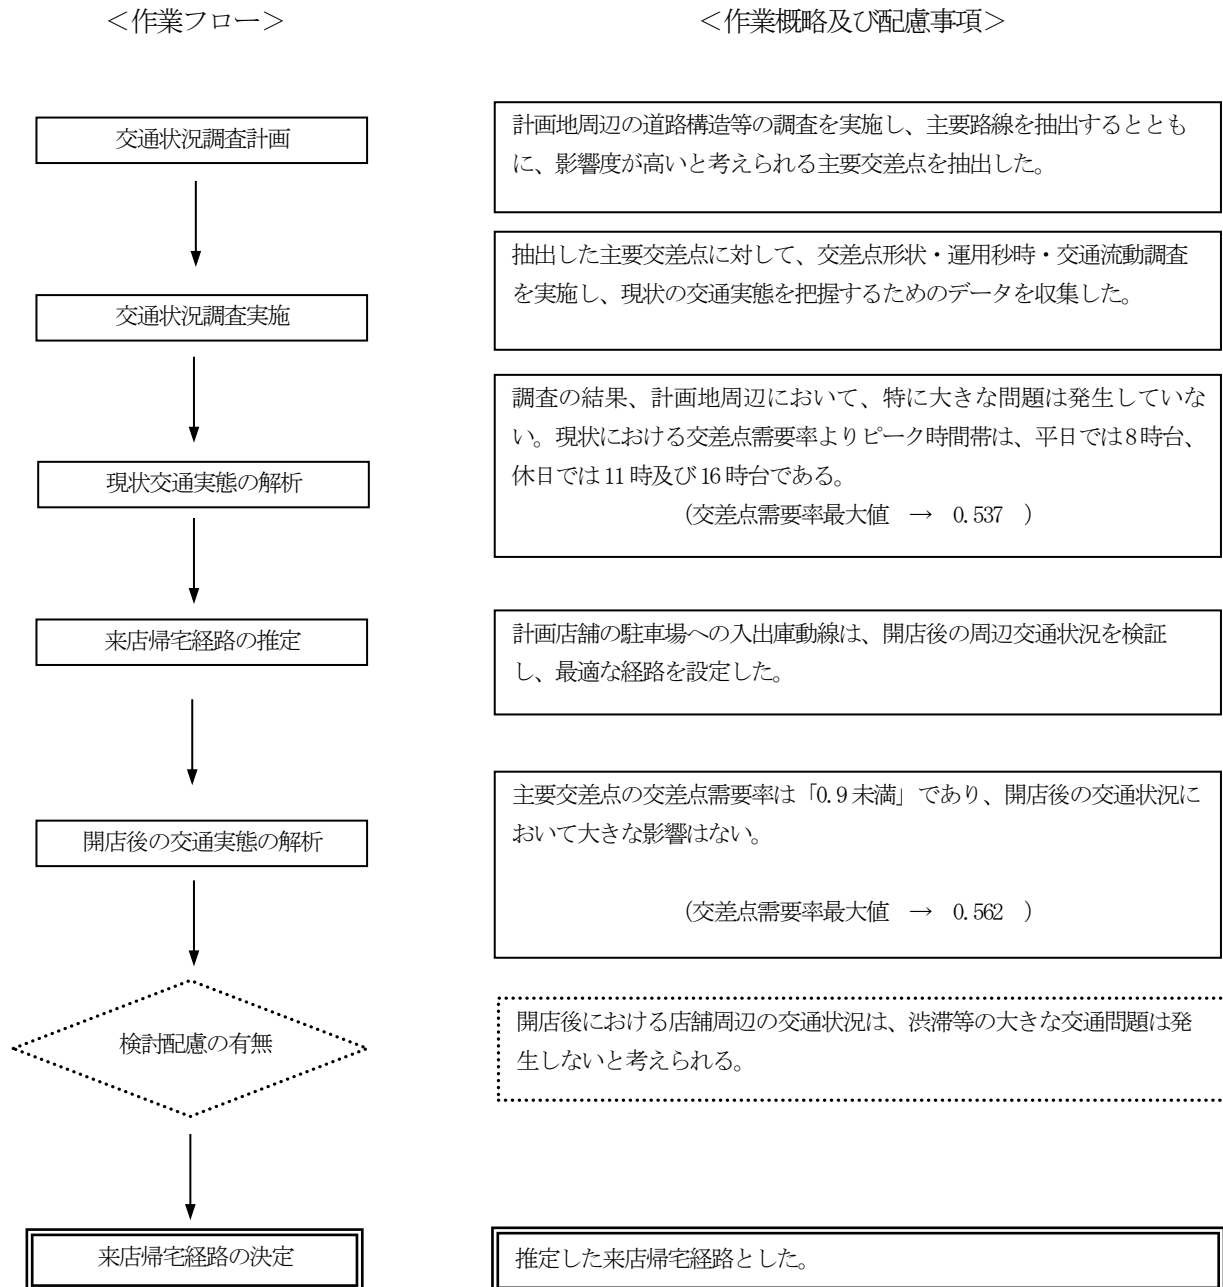 ＜作業フロー＞
＜作業概略及び配慮事項＞
交通状況調査計画
計画地周辺の道路構造等の調査を実施し、主要路線を抽出するととも
に、影響度が高いと考えられる主要交差点を抽出した。
交通状況調査実施
抽出した主要交差点に対して、交差点形状・運用秒時・交通流動調査
を実施し、現状の交通実態を把握するためのデータを収集した。
現状交通実態の解析
調査の結果、計画地周辺において、特に大きな問題は発生していな
い。現状における交差点需要率よりピーク時間帯は、平日では8時台、
休日では11時及び16時台である。
（交差点需要率最大値　→　0.537　）
来店帰宅経路の推定
計画店舗の駐車場への入出庫動線は、開店後の周辺交通状況を検証
し、最適な経路を設定した。
開店後の交通実態の解析
主要交差点の交差点需要率は「0.9未満」であり、開店後の交通状況に
おいて大きな影響はない。
（交差点需要率最大値　→　0.562　）
検討配慮の有無
開店後における店舗周辺の交通状況は、渋滞等の大きな交通問題は発
生しないと考えられる。
来店帰宅経路の決定
推定した来店帰宅経路とした。